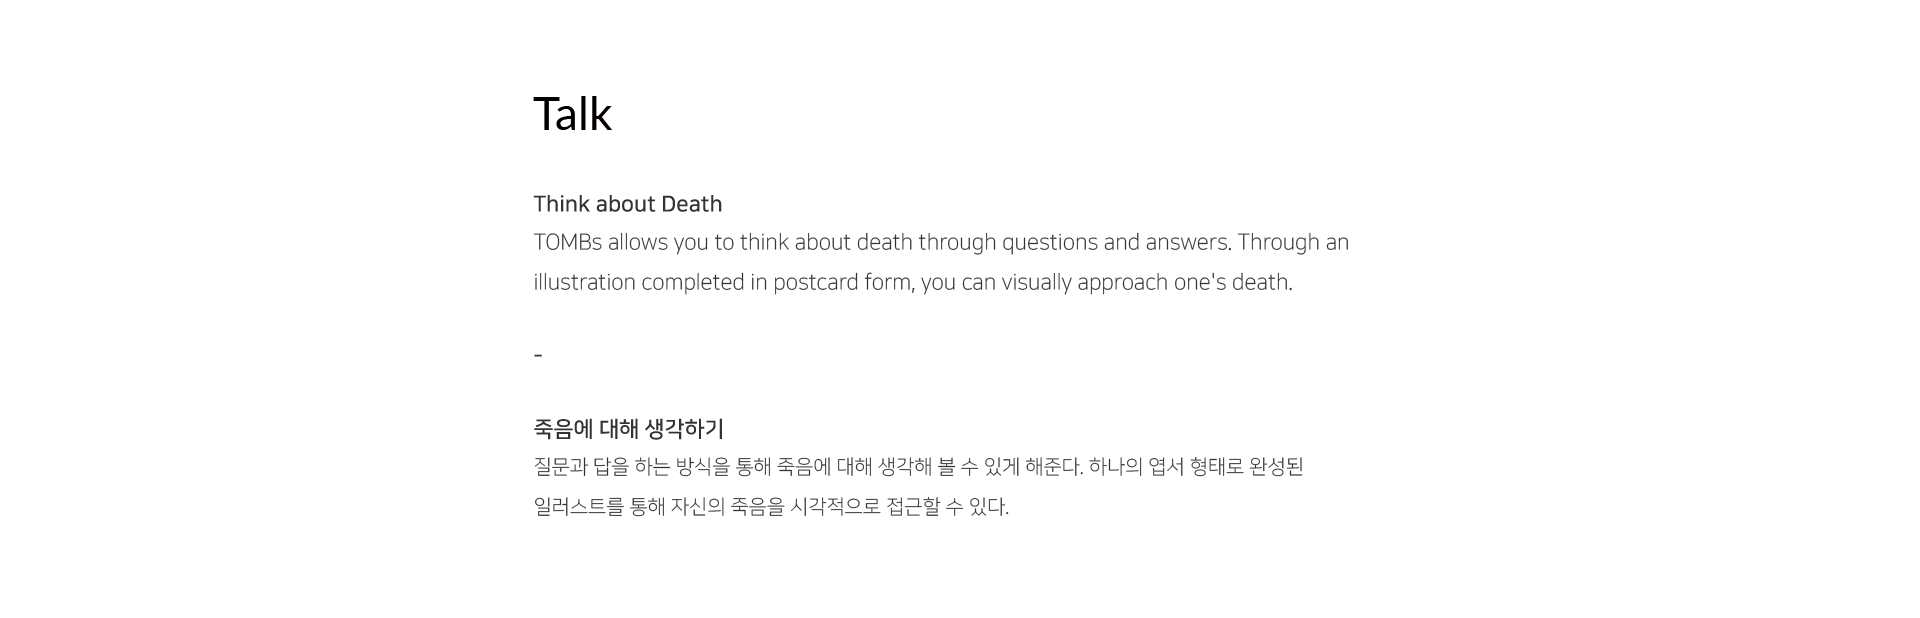 Talk
Think about Death
TOMBs allows you to think about death through questions and answers. Through an
illustration completed in postcard form, you can visually approach one's death.
-
죽음에 대해 생각하기
질문과 답을 하는 방식을 통해 죽음에 대해 생각해 볼 수 있게 해준다. 하나의 엽서 형태로 완성된
일러스트를 통해 자신의 죽음을 시각적으로 접근할 수 있다.